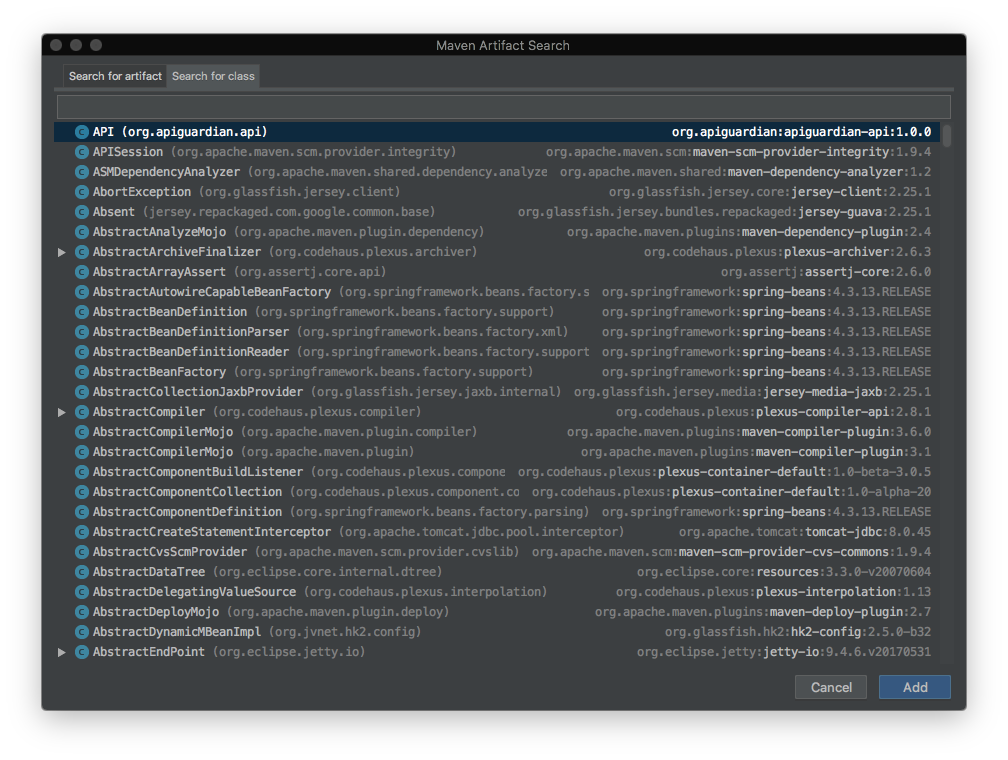 Maven Artifact Search
Search for artifact Search for class
API (org.apiguardian.api) org.apiguardian:apiguardian-api:1.0.0
APISession (org.apache.maven.scm.provider.integrity) org.apache.maven.scm:maven-scm-provider-integrity:1.9.4
ASMDependencyAnalyzer (org.apache.maven.shared.dependency.analyze org.apache.maven.shared:maven-dependency-analyzer:1.2
AbortException (org.glassfish.jersey.client) org.glassfish.jersey.core:jersey-client:2.25.1
Absent (jersey.repackaged.com.google.common.base) org.glassfish.jersey.bundles.repackaged:jersey-guava:2.25.1
AbstractAnalyzeMojo (org.apache.maven.plugin.dependency) org.apache.maven.plugins:maven-dependency-plugin:2.4
AbstractArchiveFinalizer (org.codehaus.plexus.archiver) org.codehaus.plexus:plexus-archiver:2.6.3
AbstractArrayAssert (org.assertj.core.api) org.assertj:assertj-core:2.6.0
AbstractAutowireCapableBeanFactory (org.springframework.beans.factory.s org.springframework:spring-beans:4.3.13.RELEASE
AbstractBeanDefinition (org.springframework.beans.factory.support) org.springframework:spring-beans:4.3.13.RELEASE
AbstractBeanDefinitionParser (org.springframework.beans.factory.xml) org.springframework:spring-beans:4.3.13.RELEASE
AbstractBeanDefinitionReader (org.springframework.beans.factory.support org.springframework:spring-beans:4.3.13.RELEASE
AbstractBeanFactory (org.springframework.beans.factory.support) org.springframework:spring-beans:4.3.13.RELEASE
AbstractCollectionJaxbProvider (org.glassfish.jersey.jaxb.internal) org.glassfish.jersey.media:jersey-media-jaxb:2.25.1
AbstractCompiler (org.codehaus.plexus.compiler) org.codehaus.plexus:plexus-compiler-api:2.8.1
AbstractCompilerMojo (org.apache.maven.plugin.compiler) org.apache.maven.plugins:maven-compiler-plugin:3.6.0
AbstractCompilerMojo (org.apache.maven.plugin) org.apache.maven.plugins:maven-compiler-plugin:3.1
AbstractComponentBuildListener (org.codehaus.plexus.compone org.codehaus.plexus:plexus-container-default:1.0-beta-3.0.5
AbstractComponentCollection (org.codehaus.plexus.component.co org.codehaus.plexus:plexus-container-default:1.0-alpha-20
AbstractComponentDefinition (org.springframework.beans.factory.parsing) org.springframework:spring-beans:4.3.13.RELEASE
AbstractCreateStatementInterceptor (org.apache.tomcat.jdbc.pool.interceptor) org.apache.tomcat:tomcat-jdbc:8.0.45
AbstractCvsScmProvider (org.apache.maven.scm.provider.cvslib) org.apache.maven.scm:maven-scm-provider-cvs-commons:1.9.4
AbstractDataTree (org.eclipse.core.internal.dtree) org.eclipse.core:resources:3.3.0-v20070604
AbstractDelegatingValueSource (org.codehaus.plexus.interpolation) org.codehaus.plexus:plexus-interpolation:1.13
AbstractDeployMojo (org.apache.maven.plugin.deploy) org.apache.maven.plugins:maven-deploy-plugin:2.7
AbstractDynamicMBeanImpl (org.jvnet.hk2.config) org.glassfish.hk2:hk2-config:2.5.0-b32
AbstractEndPoint (org.eclipse.jetty.io) org.eclipse.jetty:jetty-io:9.4.6.v20170531
Cancel Add